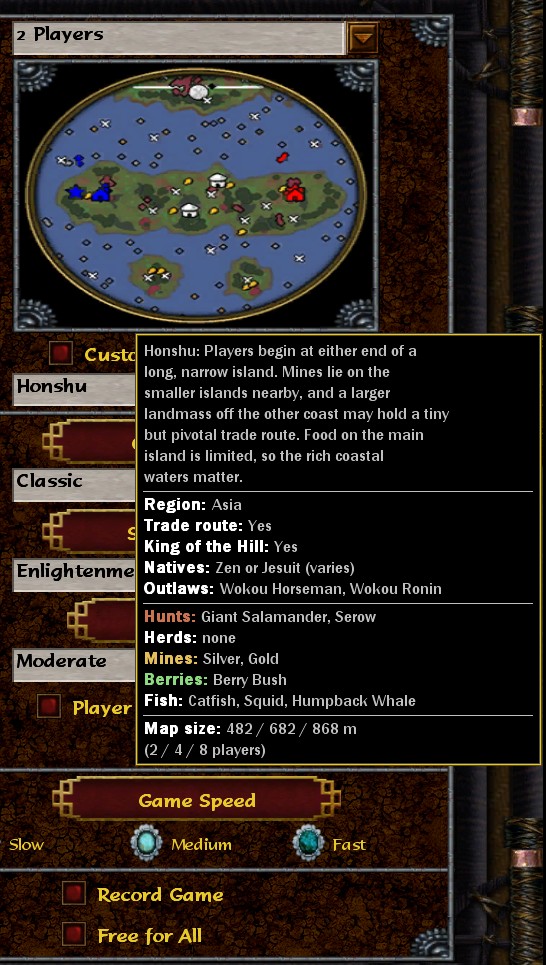 2 Players
Custo
Honshu
Honshu: Players begin at either end of a
long, narrow island. Mines lie on the
smaller islands nearby, and a larger
landmass off the other coast may hold a tiny
but pivotal trade route. Food on the main
island is limited, so the rich coastal
waters matter.
Classic
Region: Asia
Trade route: Yes
King of the Hill: Yes
Natives: Zen or Jesuit (varies)
Outlaws: Wokou Horseman, Wokou Ronin
Enlightenme
Hunts: Giant Salamander, Serow
Herds: none
Mines: Silver, Gold
Berries: Berry Bush
Fish: Catfish, Squid, Humpback Whale
Moderate
Player
Map size: 482 / 682 / 868 m
(2 / 4 / 8 players)
Game Speed
Slow Medium Fast
Record Game
Free for All